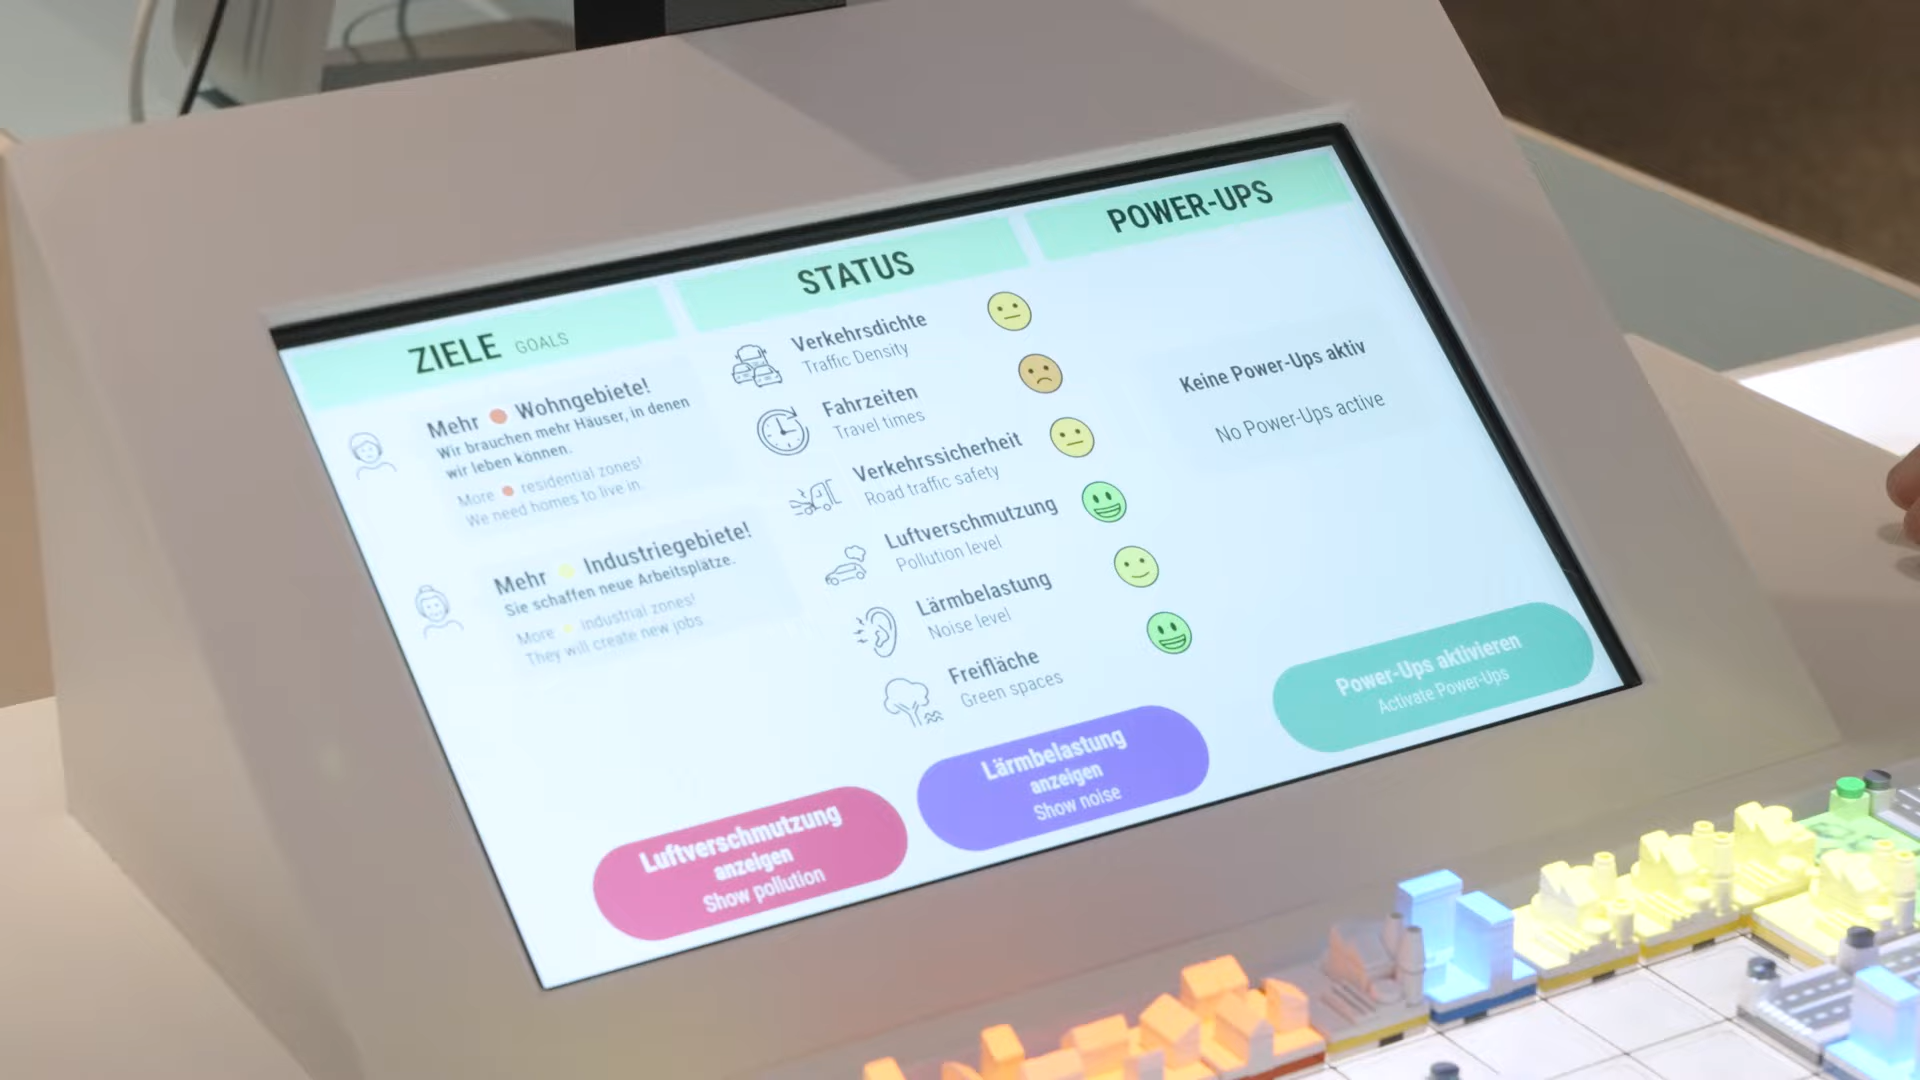 ZIELE GOALS
Mehr Wohngebiete!
Wir brauchen mehr Häuser, in denen
wir leben können.
More residential zones!
We need homes to live in.
Mehr Industriegebiete!
Sie schaffen neue Arbeitsplätze.
More industrial zones!
They will create new jobs.
STATUS
Verkehrsdichte
Traffic Density
Fahrzeiten
Travel times
Verkehrssicherheit
Road traffic safety
Luftverschmutzung
Pollution level
Lärmbelastung
Noise level
Freifläche
Green spaces
Luftverschmutzung
anzeigen
Show pollution
Lärmbelastung
anzeigen
Show noise
POWER-UPS
Keine Power-Ups aktiv
No Power-Ups active
Power-Ups aktivieren
Activate Power-Ups